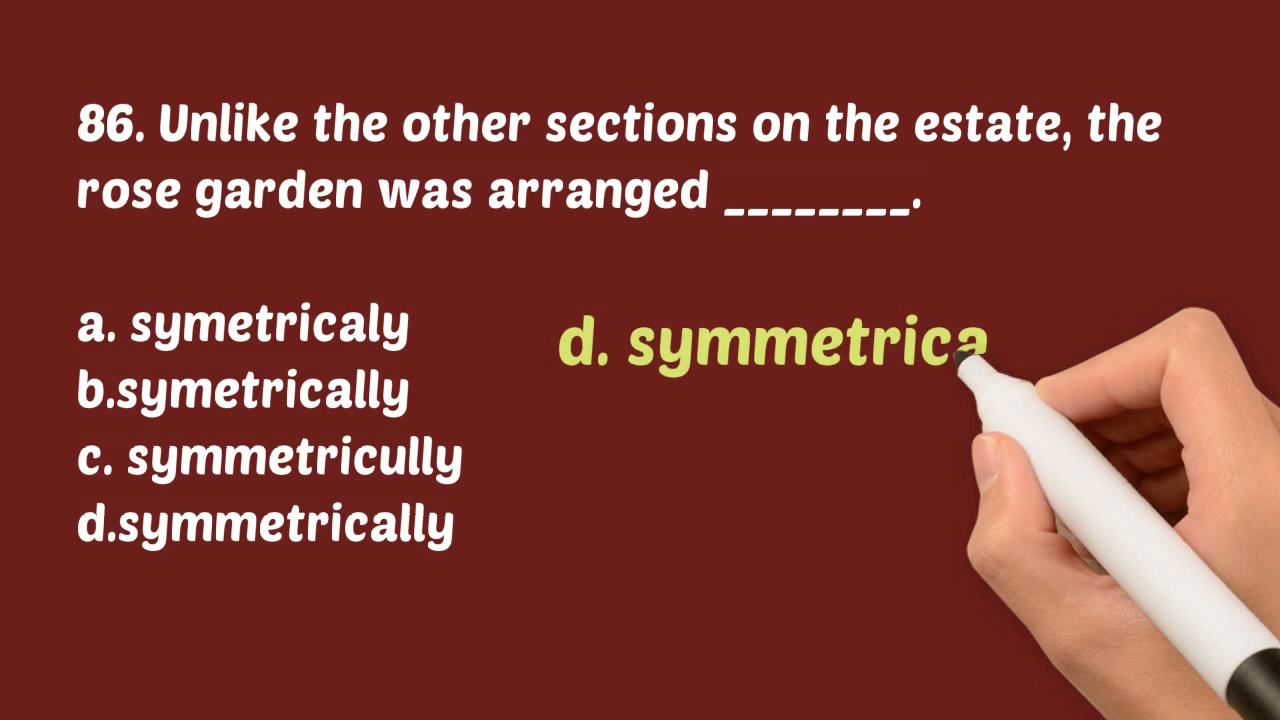 86. Unlike the other sections on the estate, the
rose garden was arranged ________.
a. symetricaly
b.symetrically
c. symmetricully
d.symmetrically
d. symmetrica